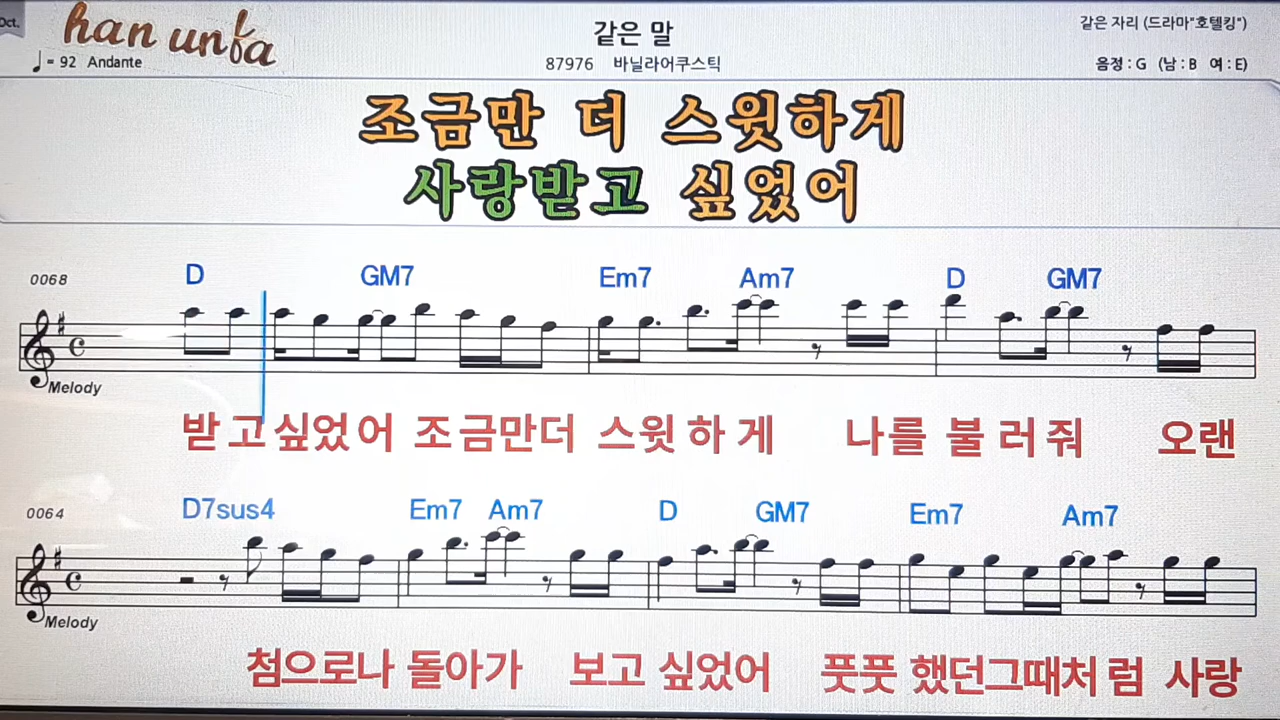 Oct.
han unfa
♩= 92 Andante
같은 말
87976 바닐라어쿠스틱
같은 자리 (드라마"호텔킹")
음정 : G (남 : B 여 : E)
조금만 더 스윗하게
사랑받고 싶었어
0068
D GM7 Em7 Am7 D GM7
Melody
받 고 싶었 어 조 금만더 스윗 하 게 나를 불 러 줘 오랜
0064
D7sus4 Em7 Am7 D GM7 Em7 Am7
Melody
첨으로나 돌아가 보고 싶었어 풋풋 했던그때처 럼 사랑